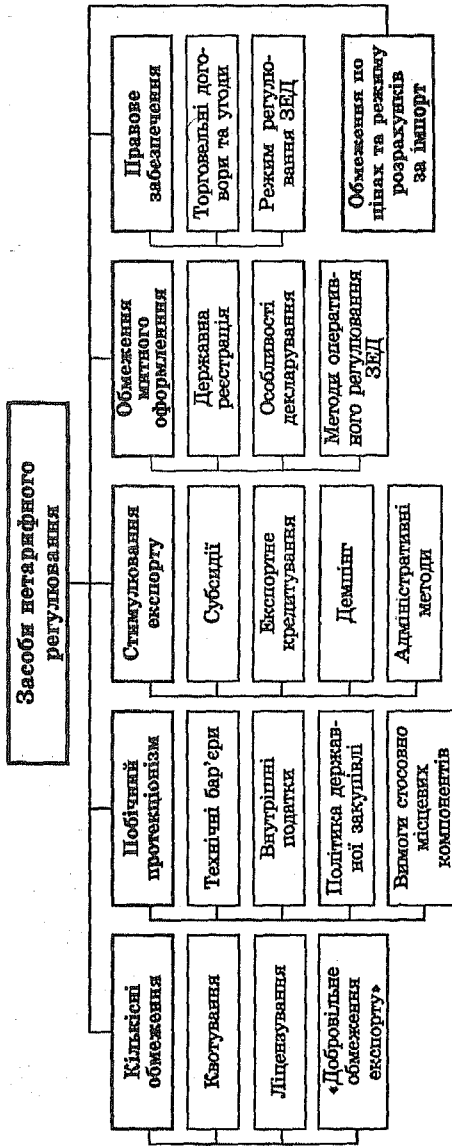 Засоби нетарифного
регулювання
Кількісні
обмеження
Квотування
Ліцензування
«Добровільне
обмеження
експорту»
Побічний
протекціонізм
Технічні бар’єри
Внутрішні
податки
Політика держав-
ної закупівлі
Вимоги стосовно
місцевих
компонентів
Стимулювання
експорту
Субсидії
Експортне
кредитування
Демпінг
Адміністративні
методи
Обмеження
митного
оформлення
Державна
реєстрація
Особливості
декларування
Методи оператив-
ного регулювання
ЗЕД
Правове
забезпечення
Торговельні дого-
вори та угоди
Режим регулю-
вання ЗЕД
Обмеження по
цінах та режиму
розрахунків
за імпорт